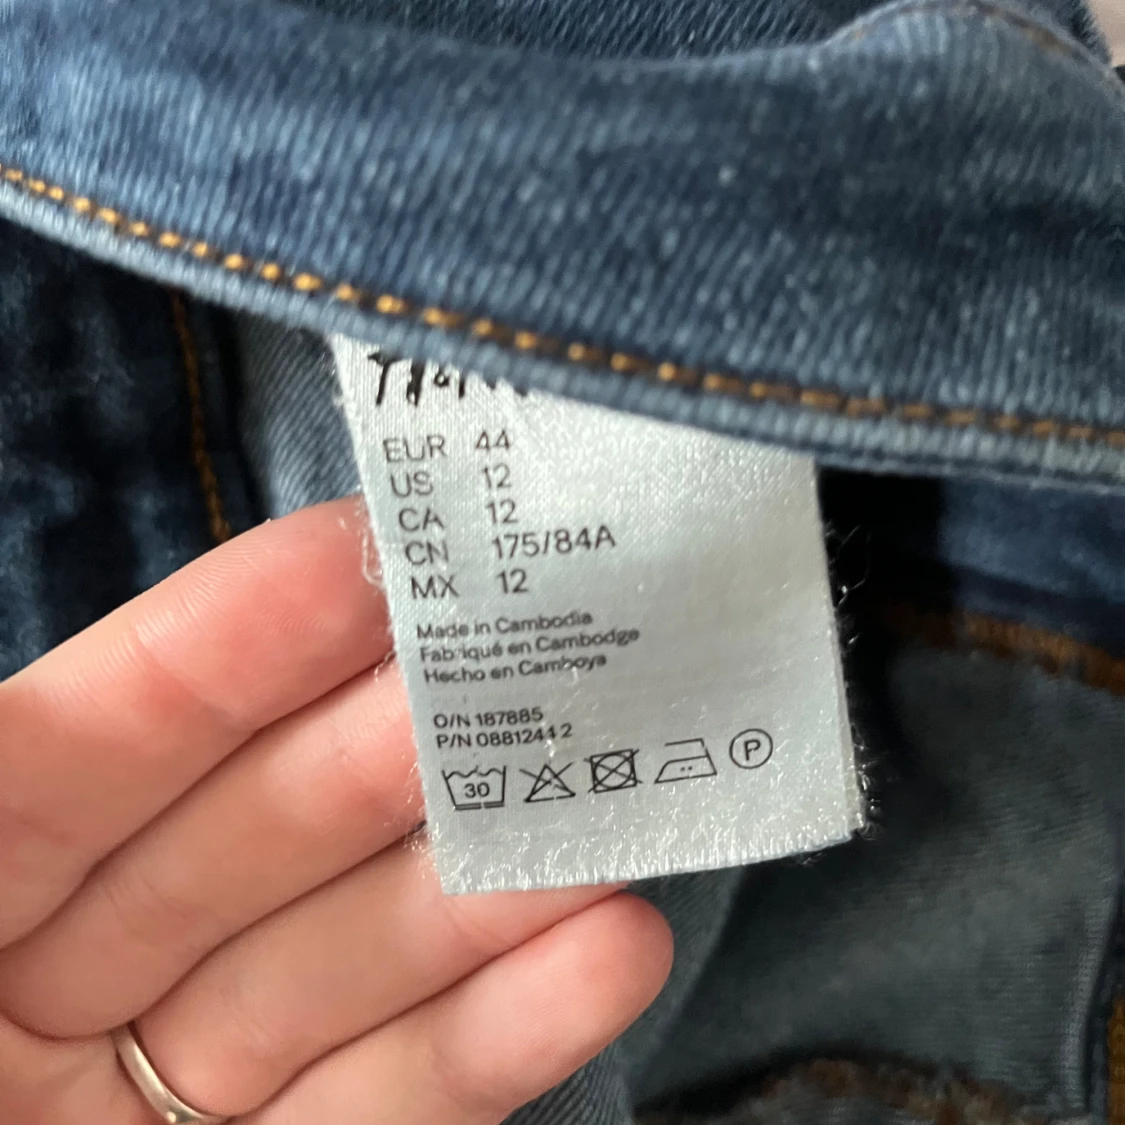 EUR 44
US 12
CA 12
CN 175/84A
MX 12
Made in Cambodia
Fabriqué en Cambodge
Hecho en Camboya
O/N 187885
P/N 0881244 2
30
P